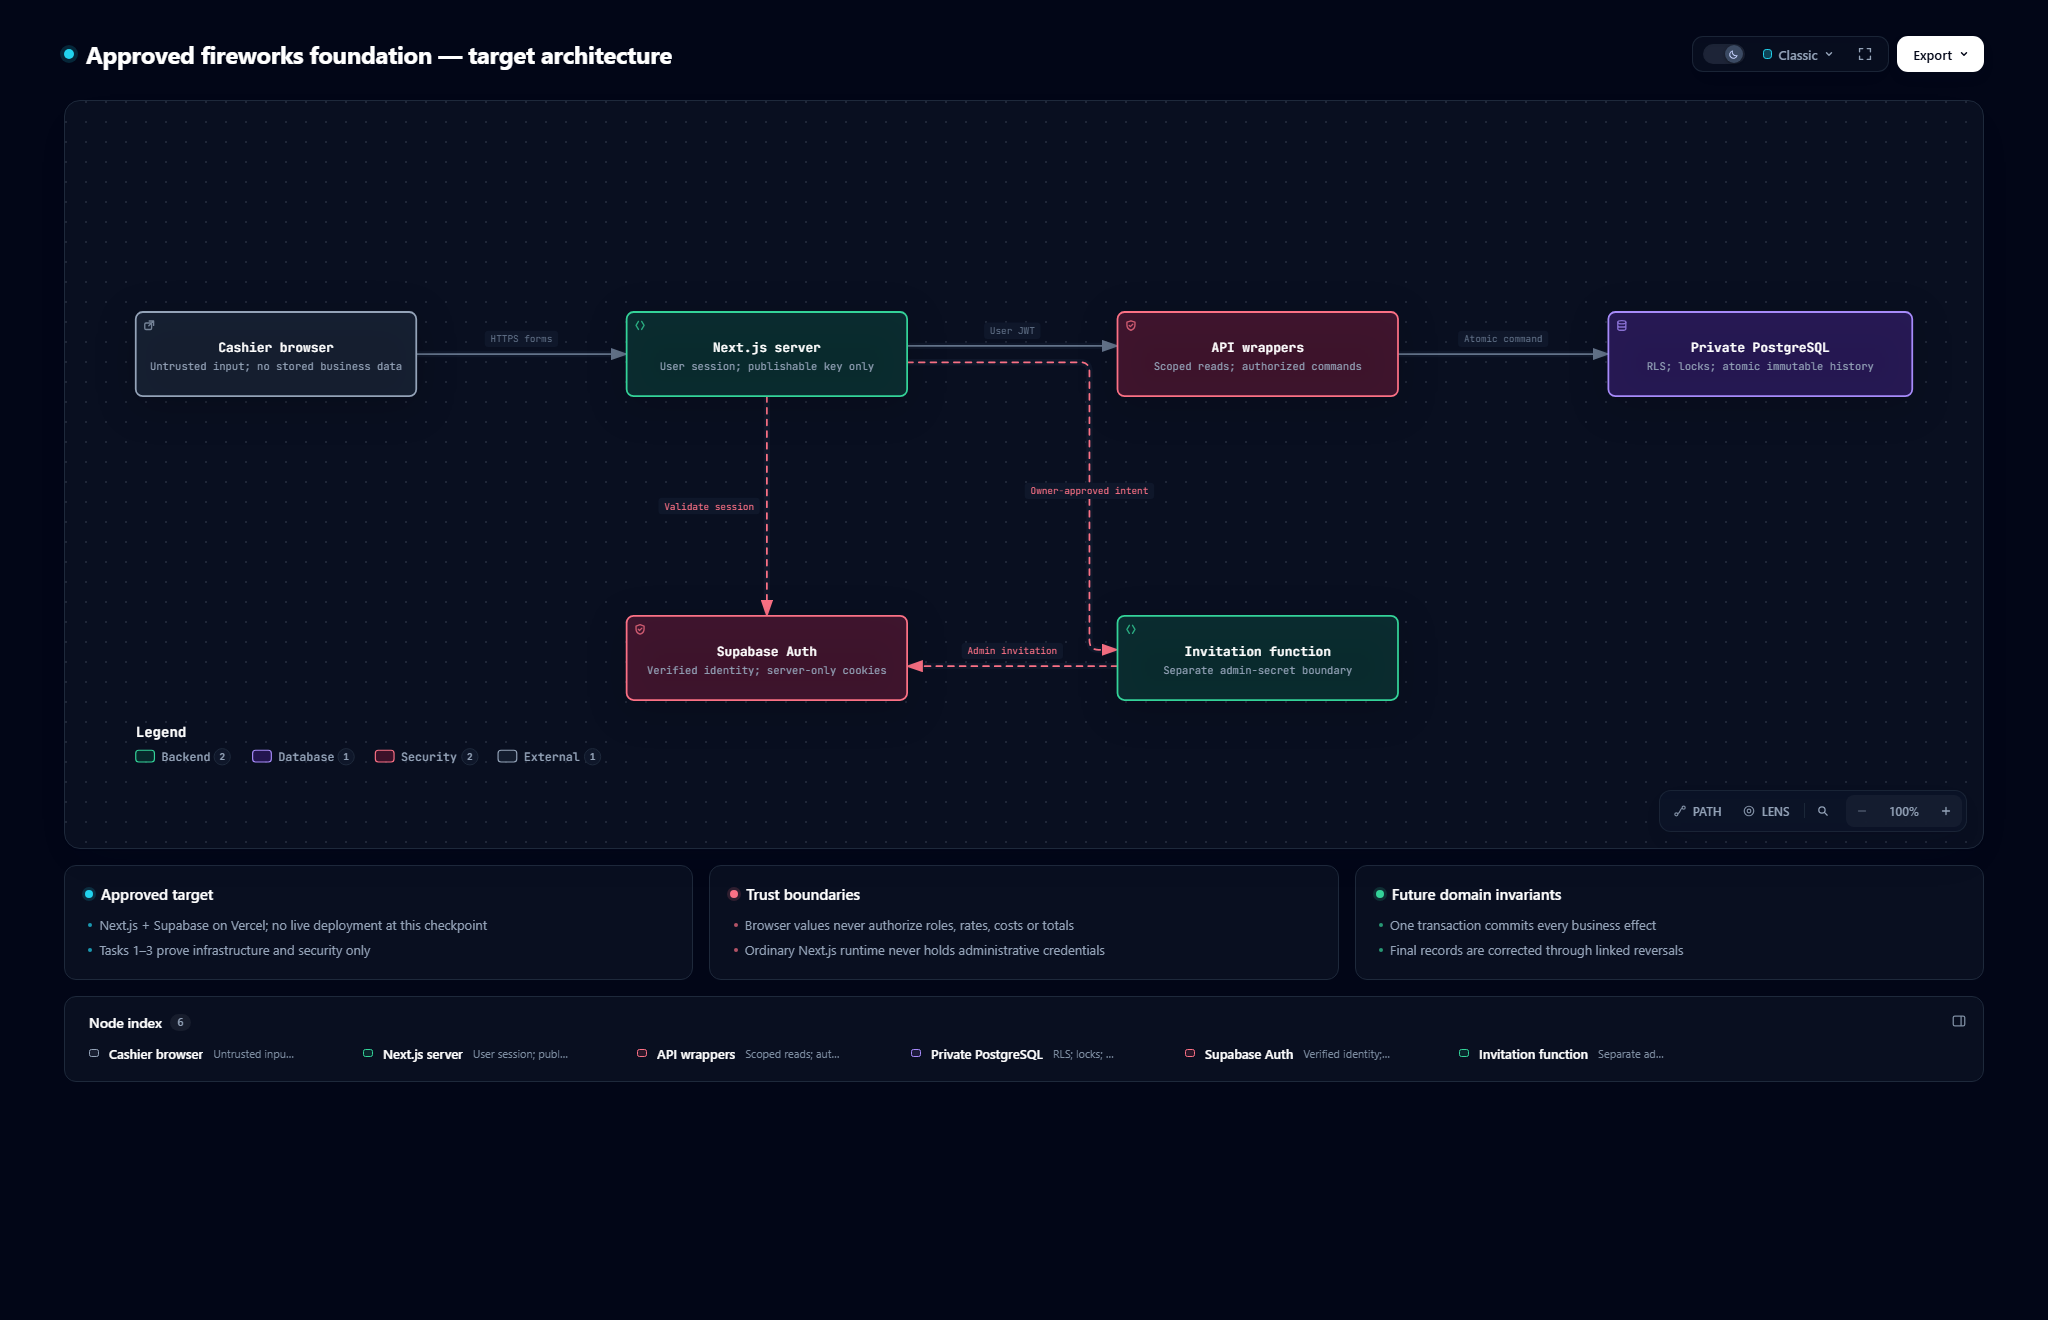 Approved fireworks foundation — target architecture
Classic
Export
Cashier browser
Untrusted input; no stored business data
HTTPS forms
Next.js server
User session; publishable key only
User JWT
API wrappers
Scoped reads; authorized commands
Atomic command
Private PostgreSQL
RLS; locks; atomic immutable history
Validate session
Owner-approved intent
Supabase Auth
Verified identity; server-only cookies
Admin invitation
Invitation function
Separate admin-secret boundary
Legend
Backend 2
Database 1
Security 2
External 1
PATH
LENS
100%
Approved target
Next.js + Supabase on Vercel; no live deployment at this checkpoint
Tasks 1–3 prove infrastructure and security only
Trust boundaries
Browser values never authorize roles, rates, costs or totals
Ordinary Next.js runtime never holds administrative credentials
Future domain invariants
One transaction commits every business effect
Final records are corrected through linked reversals
Node index 6
Cashier browser Untrusted inpu...
Next.js server User session; publ...
API wrappers Scoped reads; aut...
Private PostgreSQL RLS; locks; ...
Supabase Auth Verified identity;...
Invitation function Separate ad...